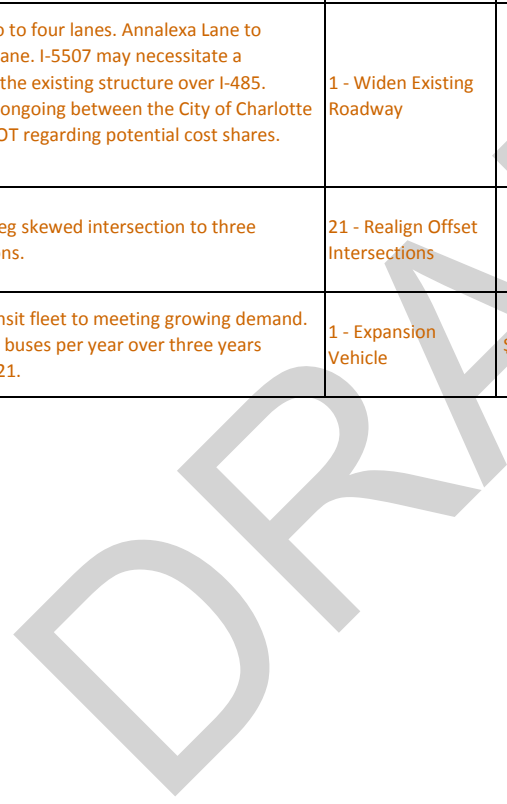 to four lanes. Annalexa Lane to
ane. I-5507 may necessitate a
the existing structure over I-485.
ongoing between the City of Charlotte
OT regarding potential cost shares.
1 - Widen Existing
Roadway
eg skewed intersection to three
ns.
21 - Realign Offset
Intersections
nsit fleet to meeting growing demand.
buses per year over three years
21.
1 - Expansion
Vehicle
$
DRA